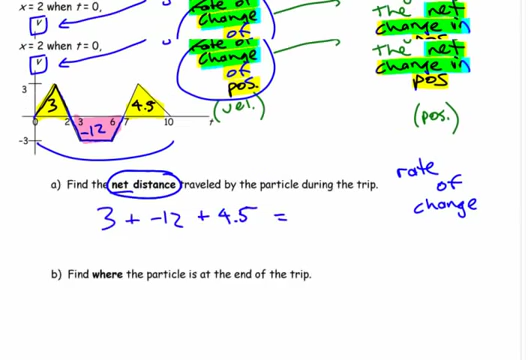 rate of
the net
x = 2 when t = 0,
change
change in
v
of
pos.
x = 2 when t = 0,
rate of
the net
v
change
change in
of
pos
pos.
(vel.)
(pos.)
3
3
-12
4.5
0
2
3
6
7
10
t
-3
a) Find the net distance traveled by the particle during the trip.
rate
of
change
3 + -12 + 4.5 =
b) Find where the particle is at the end of the trip.